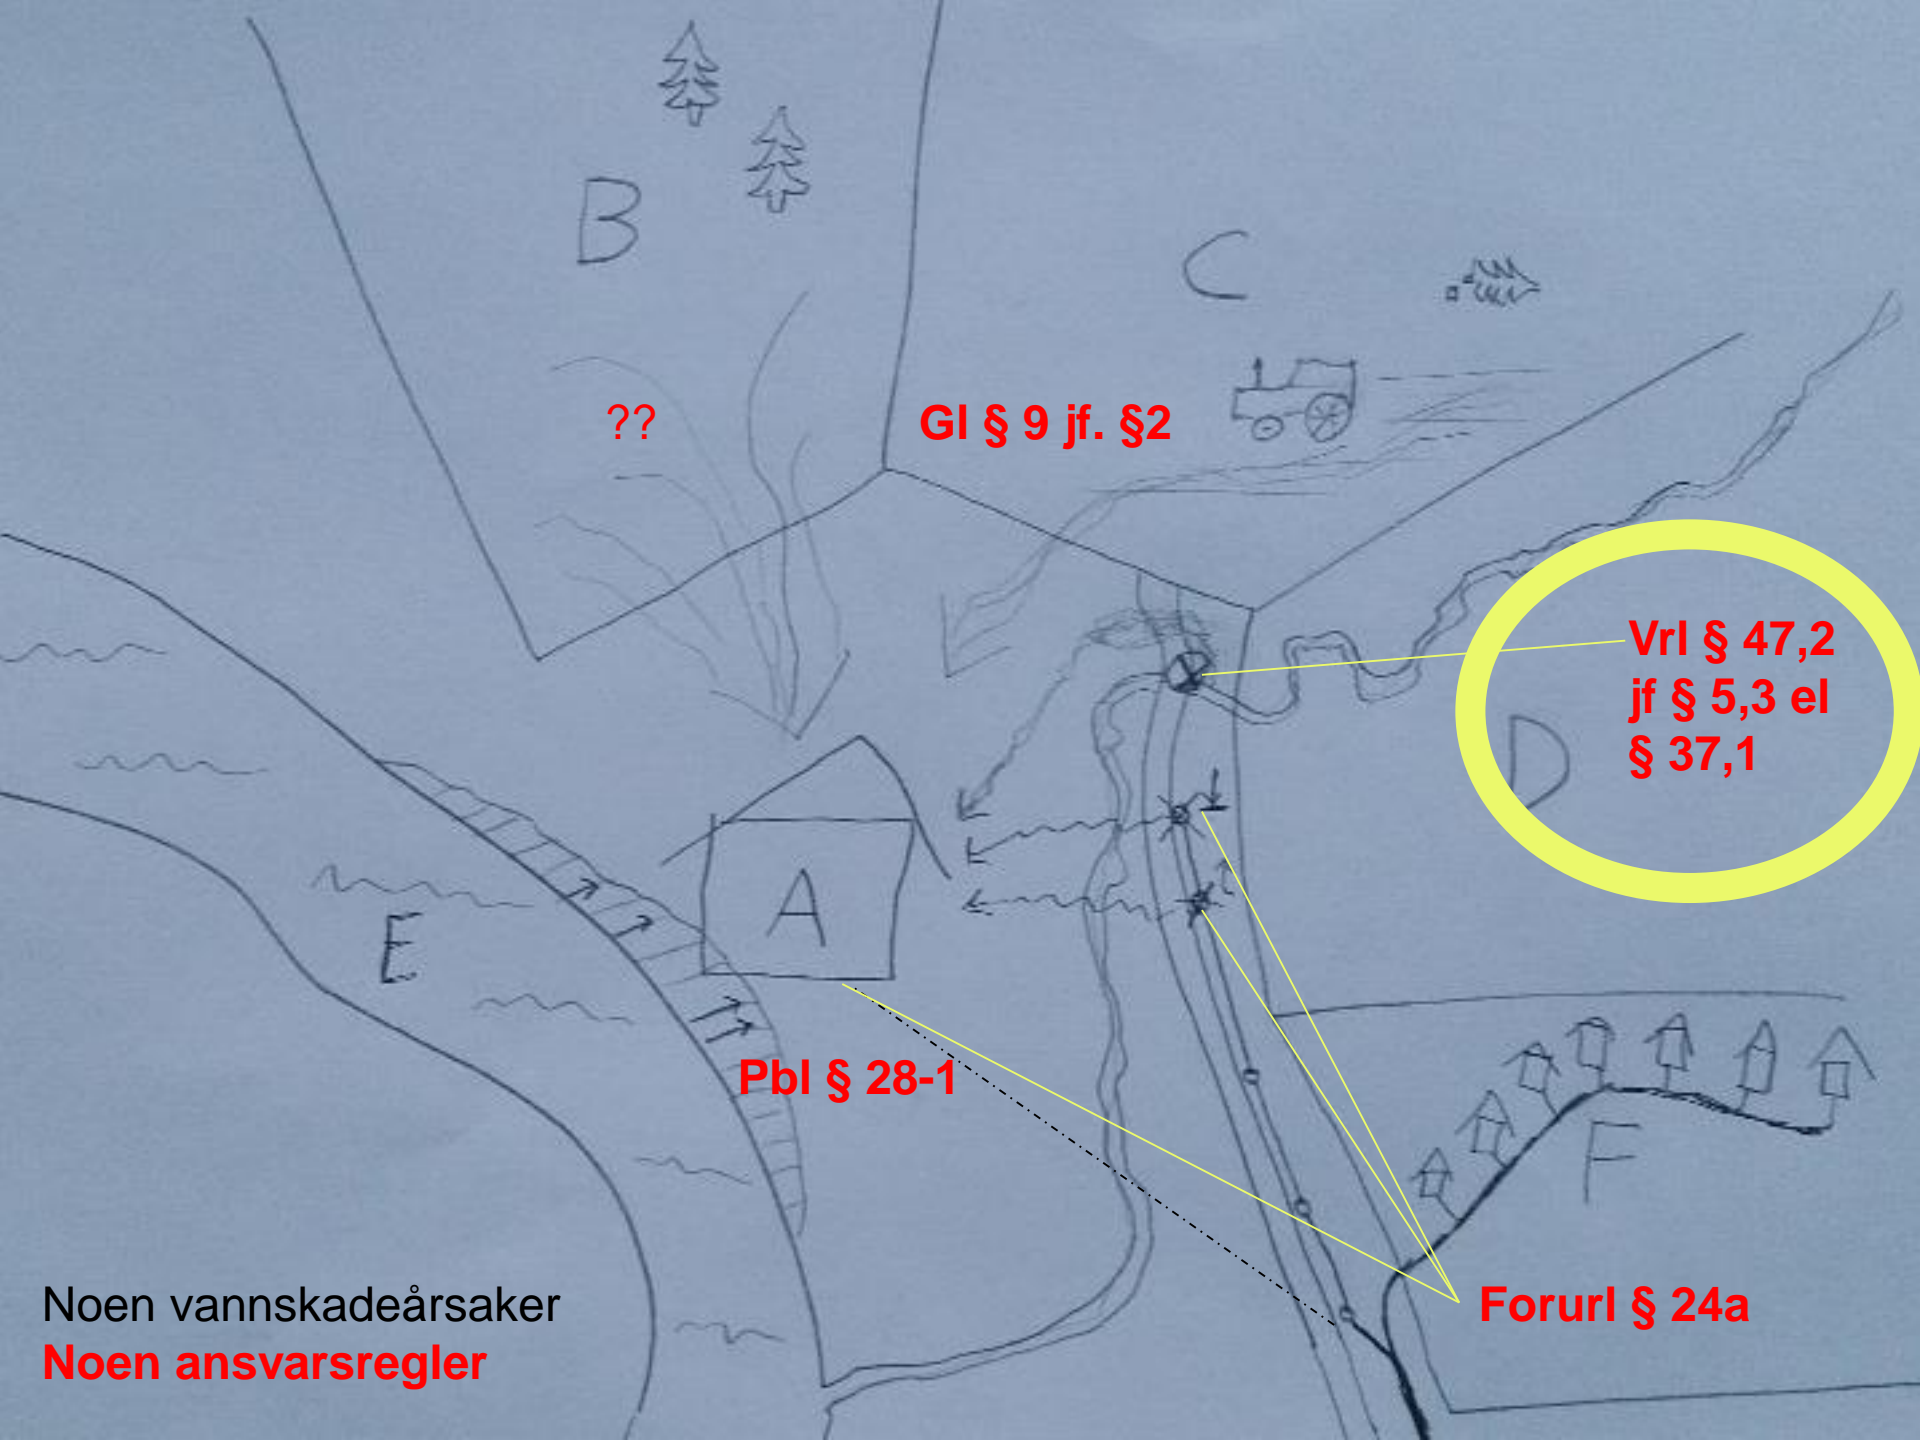 B
C
?? Gl § 9 jf. §2
Vrl § 47,2
jf § 5,3 el
§ 37,1
D
A
E
Pbl § 28-1
F
Forurl § 24a
Noen vannskadeårsaker
Noen ansvarsregler